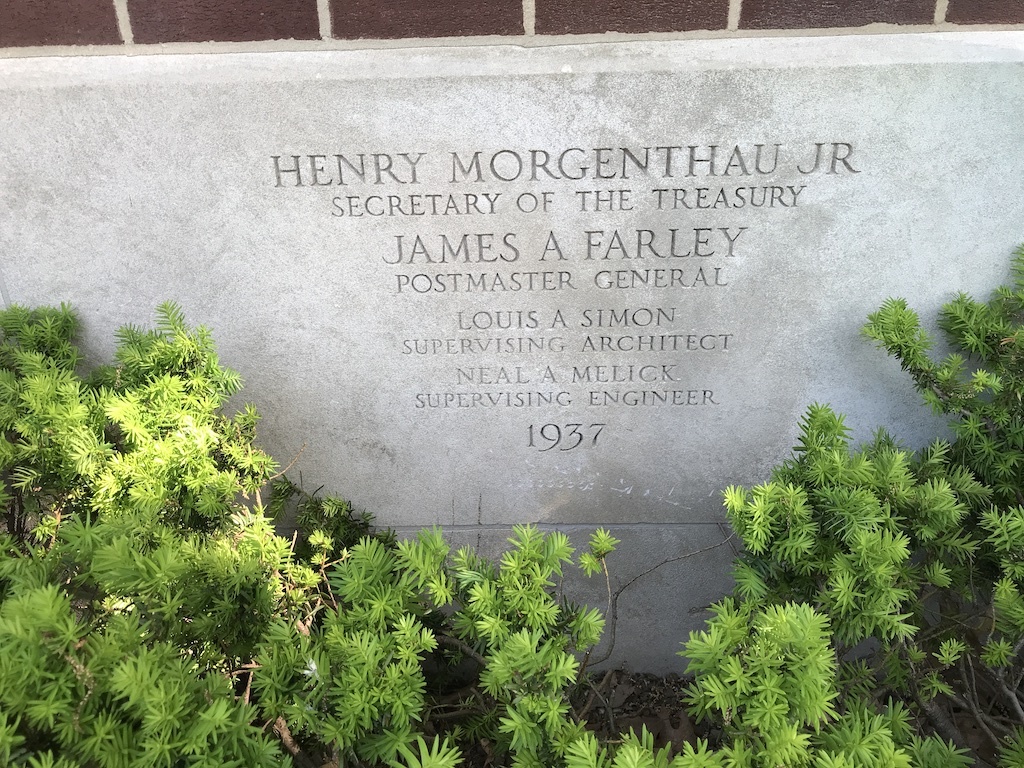 HENRY MORGENTHAU JR
SECRETARY OF THE TREASURY
JAMES A FARLEY
POSTMASTER GENERAL
LOUIS A SIMON
SUPERVISING ARCHITECT
NEAL A MELICK
SUPERVISING ENGINEER
1937